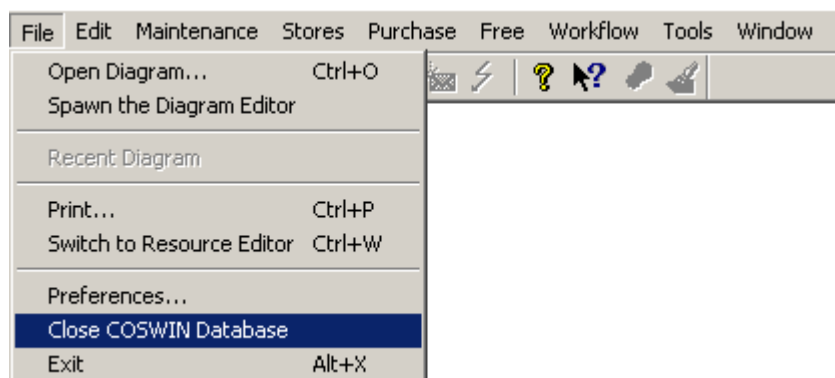 File Edit Maintenance Stores Purchase Free Workflow Tools Window
Open Diagram... Ctrl+O
Spawn the Diagram Editor
Recent Diagram
Print... Ctrl+P
Switch to Resource Editor Ctrl+W
Preferences...
Close COSWIN Database
Exit Alt+X